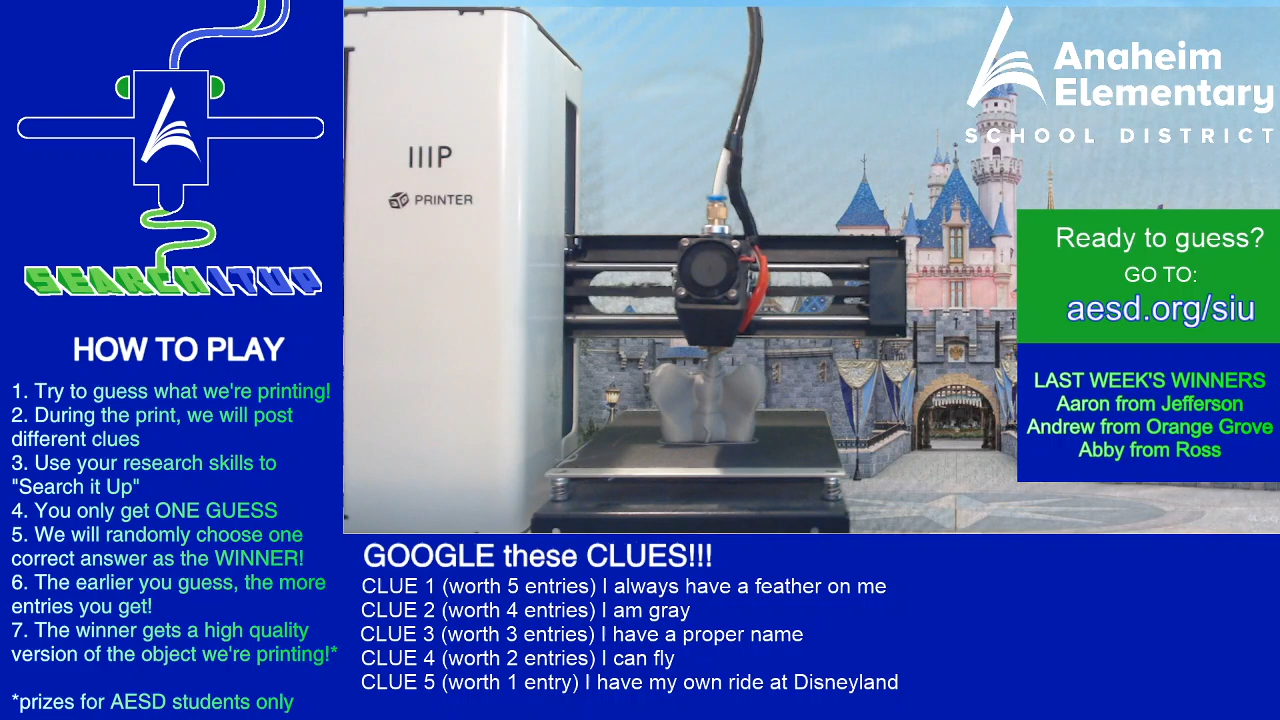 SEARCHITUP
HOW TO PLAY
1. Try to guess what we're printing!
2. During the print, we will post
different clues
3. Use your research skills to
"Search it Up"
4. You only get ONE GUESS
5. We will randomly choose one
correct answer as the WINNER!
6. The earlier you guess, the more
entries you get!
7. The winner gets a high quality
version of the object we're printing!*
*prizes for AESD students only
IIIP
PRINTER
Anaheim
Elementary
SCHOOL DISTRICT
Ready to guess?
GO TO:
aesd.org/siu
LAST WEEK'S WINNERS
Aaron from Jefferson
Andrew from Orange Grove
Abby from Ross
GOOGLE these CLUES!!!
CLUE 1 (worth 5 entries) I always have a feather on me
CLUE 2 (worth 4 entries) I am gray
CLUE 3 (worth 3 entries) I have a proper name
CLUE 4 (worth 2 entries) I can fly
CLUE 5 (worth 1 entry) I have my own ride at Disneyland